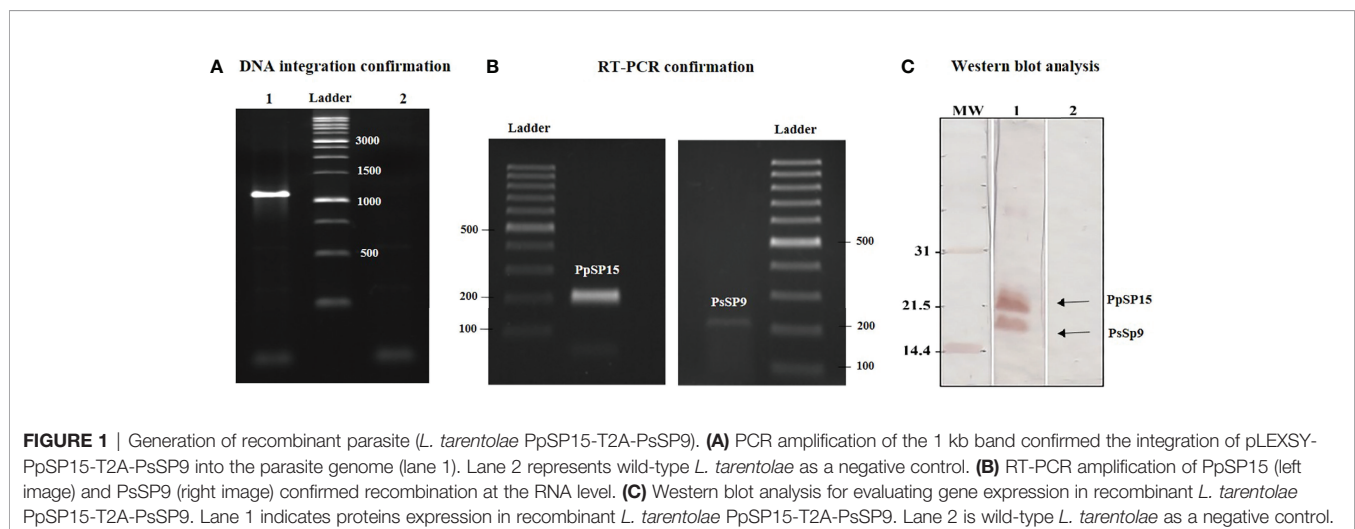 A DNA integration confirmation
1 Ladder 2
3000
1500
1000
500
B RT-PCR confirmation
Ladder
500
PpSP15
200
100
Ladder
500
PsSP9
200
100
C Western blot analysis
MW 1 2
31
21.5
14.4
PpSP15
PsSp9
FIGURE 1 | Generation of recombinant parasite (L. tarentolae PpSP15-T2A-PsSP9). (A) PCR amplification of the 1 kb band confirmed the integration of pLEXSY-
PpSP15-T2A-PsSP9 into the parasite genome (lane 1). Lane 2 represents wild-type L. tarentolae as a negative control. (B) RT-PCR amplification of PpSP15 (left
image) and PsSP9 (right image) confirmed recombination at the RNA level. (C) Western blot analysis for evaluating gene expression in recombinant L. tarentolae
PpSP15-T2A-PsSP9. Lane 1 indicates proteins expression in recombinant L. tarentolae PpSP15-T2A-PsSP9. Lane 2 is wild-type L. tarentolae as a negative control.